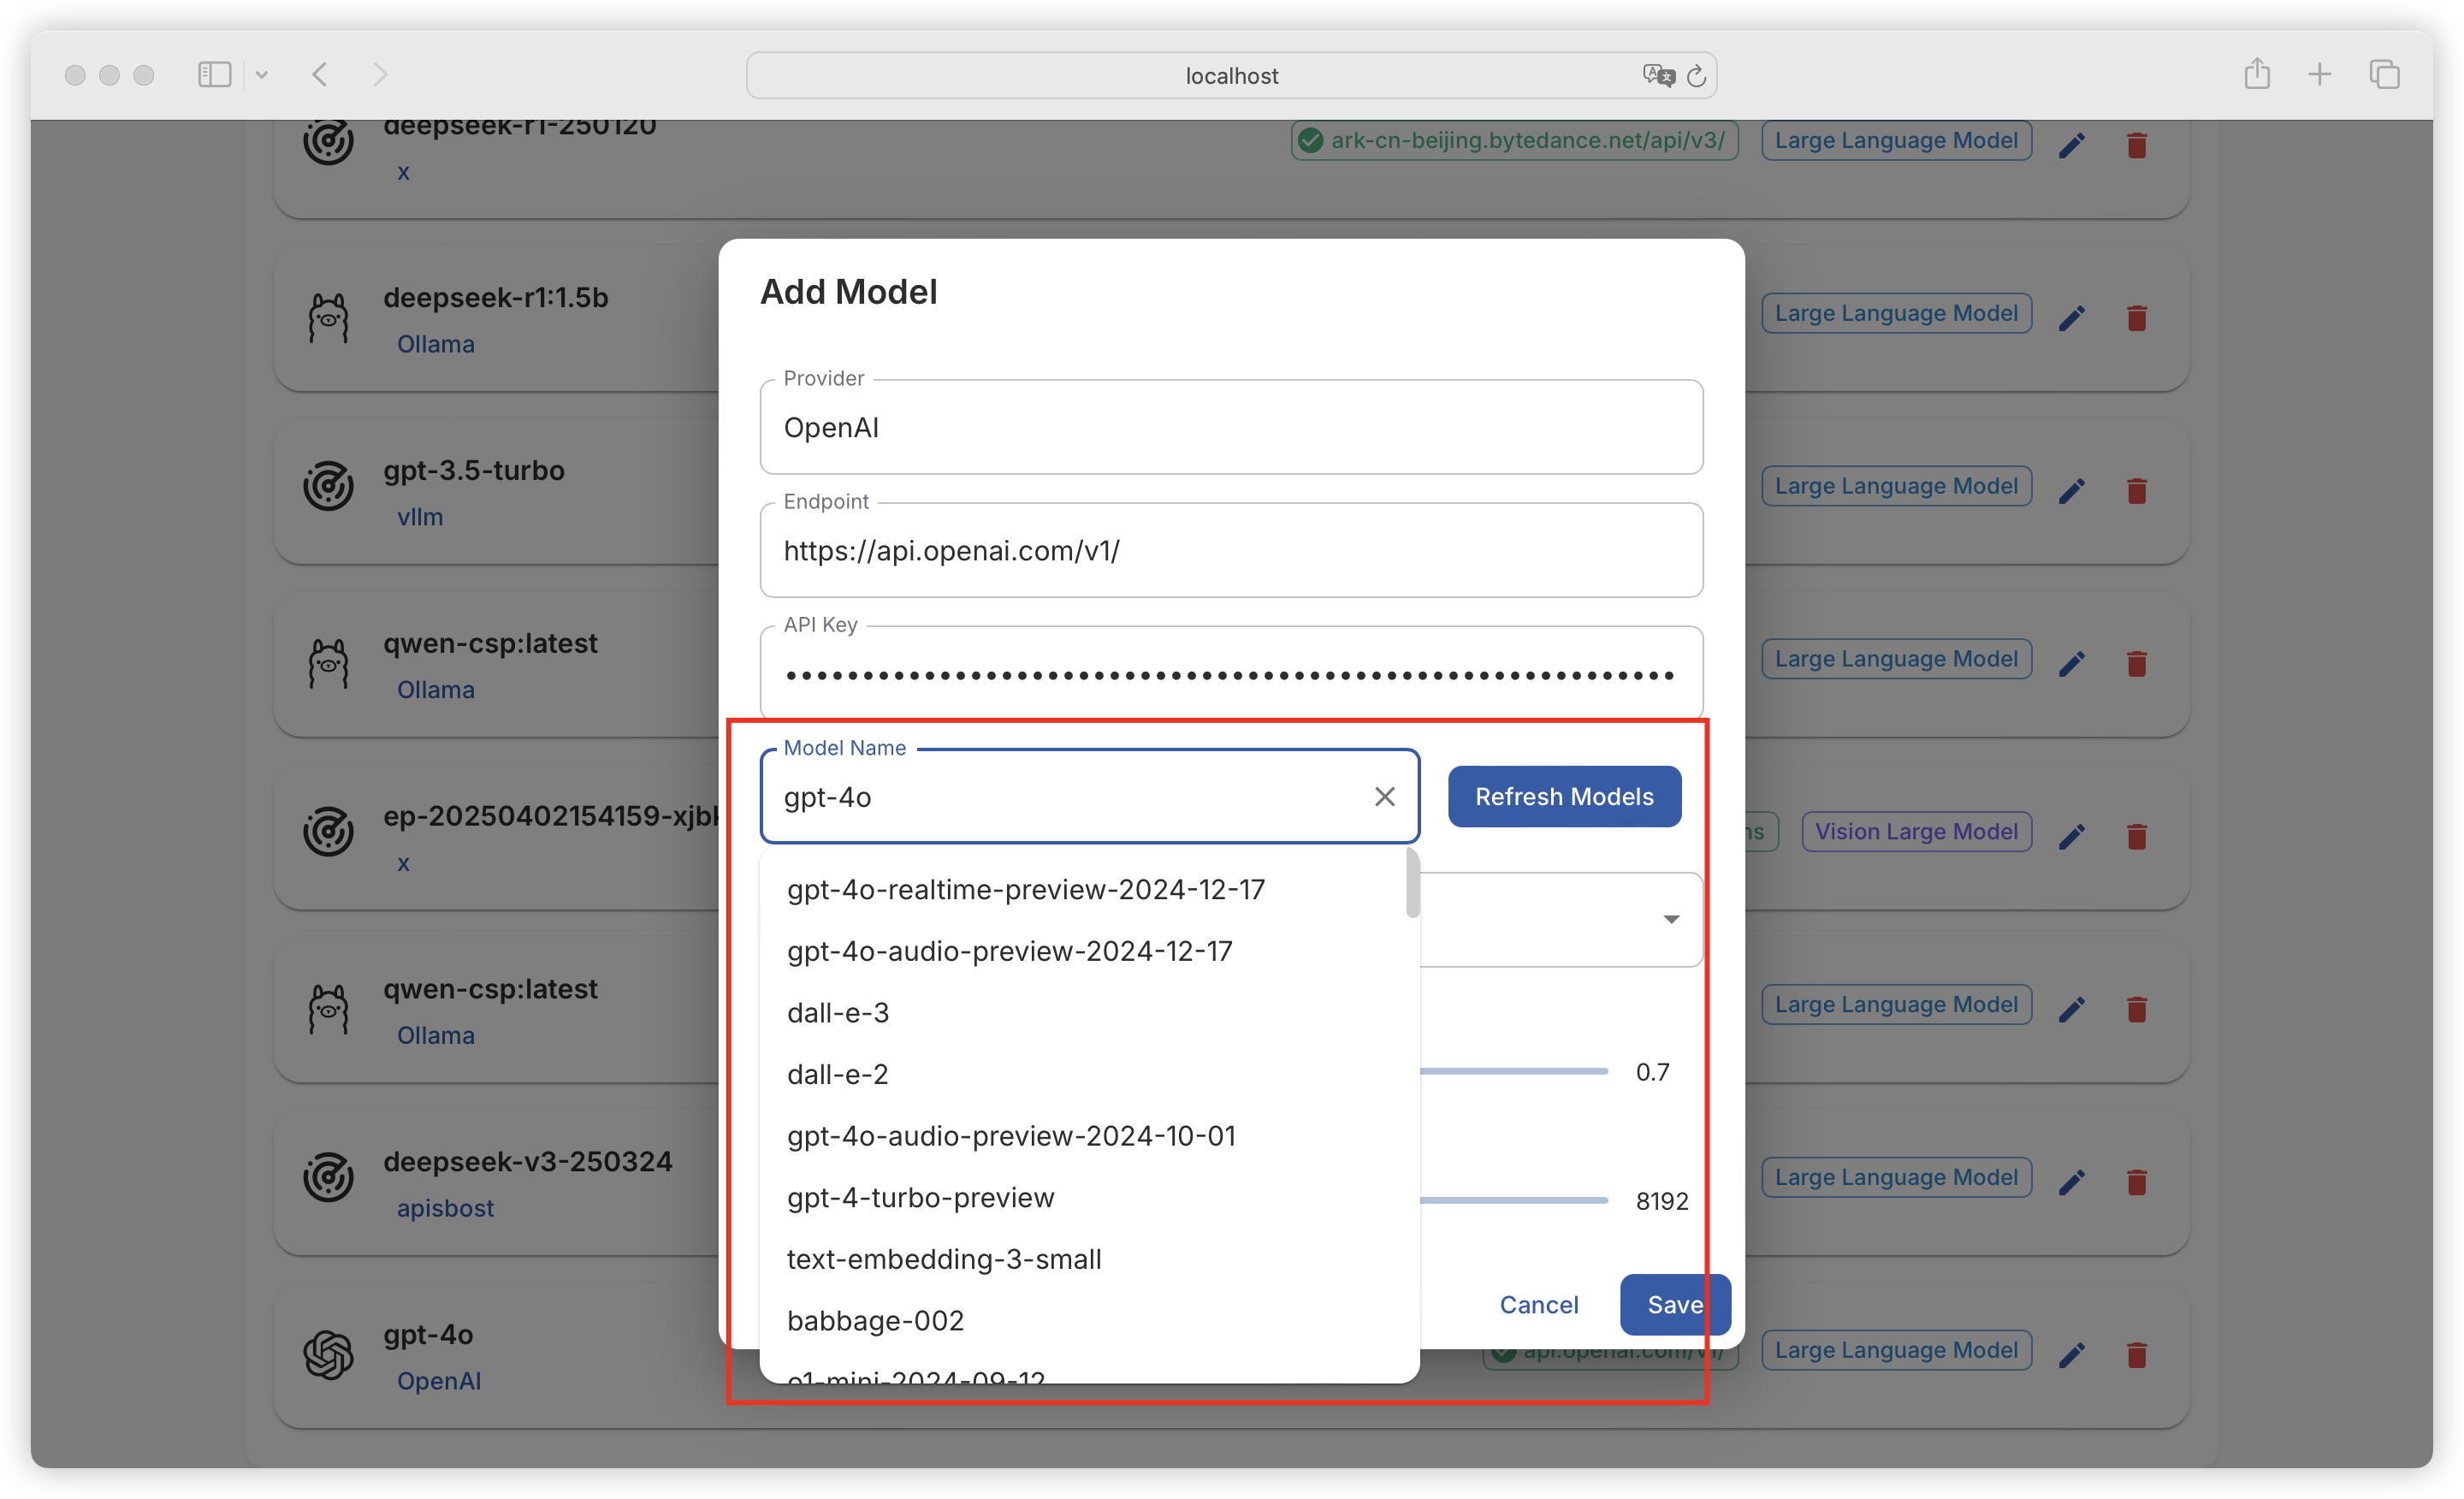 localhost
deepseek-r1-250120
x
ark-cn-beijing.bytedance.net/api/v3/
Large Language Model
deepseek-r1:1.5b
Ollama
Large Language Model
gpt-3.5-turbo
vllm
Large Language Model
qwen-csp:latest
Ollama
Large Language Model
ep-20250402154159-xjbk
x
ns
Vision Large Model
qwen-csp:latest
Ollama
Large Language Model
deepseek-v3-250324
apisbost
Large Language Model
gpt-4o
OpenAI
api.openai.com/v1/
Large Language Model
Add Model
Provider
OpenAI
Endpoint
https://api.openai.com/v1/
API Key
Model Name
gpt-4o
Refresh Models
gpt-4o-realtime-preview-2024-12-17
gpt-4o-audio-preview-2024-12-17
dall-e-3
dall-e-2
0.7
gpt-4o-audio-preview-2024-10-01
gpt-4-turbo-preview
8192
text-embedding-3-small
babbage-002
o1-mini-2024-09-12
Cancel
Save